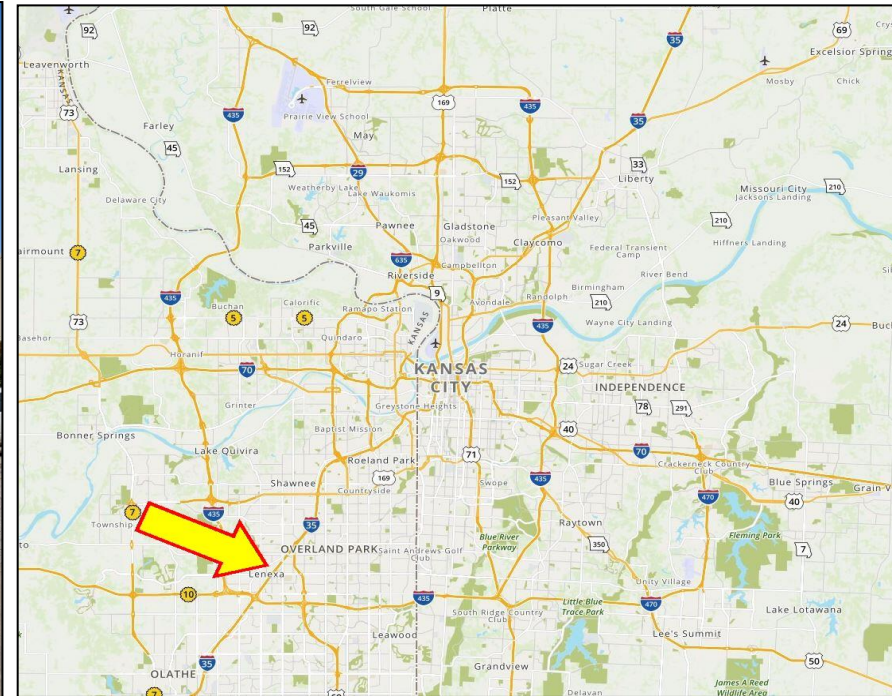 South Gale School
Platte
92
92
69
35
Leavenworth
Excelsior Spring
KANSAS
Ferrelview
Mosby
Chick
73
169
435
435
Prairie View School
35
Farley
May
45
152
29
152
33
Lansing
Weatherby Lake
Liberty
Missouri City
210
Lake Waukomis
Jacksons Landing
Delaware City
45
Pawnee
Gladstone
Pleasant Valley
210
Oakwood
Claycomo
Hiffners Landing
Parkville
Federal Transient
Camp
airmount
7
635
Campbellton
Riverside
River Bend
Birmingham
435
9
Buchan
Calorific
Avondale
Randolph
210
5
5
Ramapo Station
73
KANSAS
435
Wayne City Landing
24
Buc
asehor
Quindaro
Horanif
70
KANSAS
CITY
24
Sugar Creek
INDEPENDENCE
Grinter
Greystone Heights
78
291
Bonner Springs
Baptist Mission
40
Lake Quivira
71
70
Roeland Park
Crackerneck Country
Club
169
Shawnee
Countryside
Swope
435
470
Blue Springs
Grain V
40
7
Township
435
35
Raytown
Fleming Park
Blue River
Parkway
350
7
OVERLAND PARK
Saint Andrews Golf
Club
Lenexa
Unity Village
10
435
South Ridge Country
Club
Little Blue
Trace Park
470
Lake Lotawana
Leawood
Lee's Summit
35
Grandview
50
OLATHE
7
69
Delavan
James A Reed
Wildlife Area